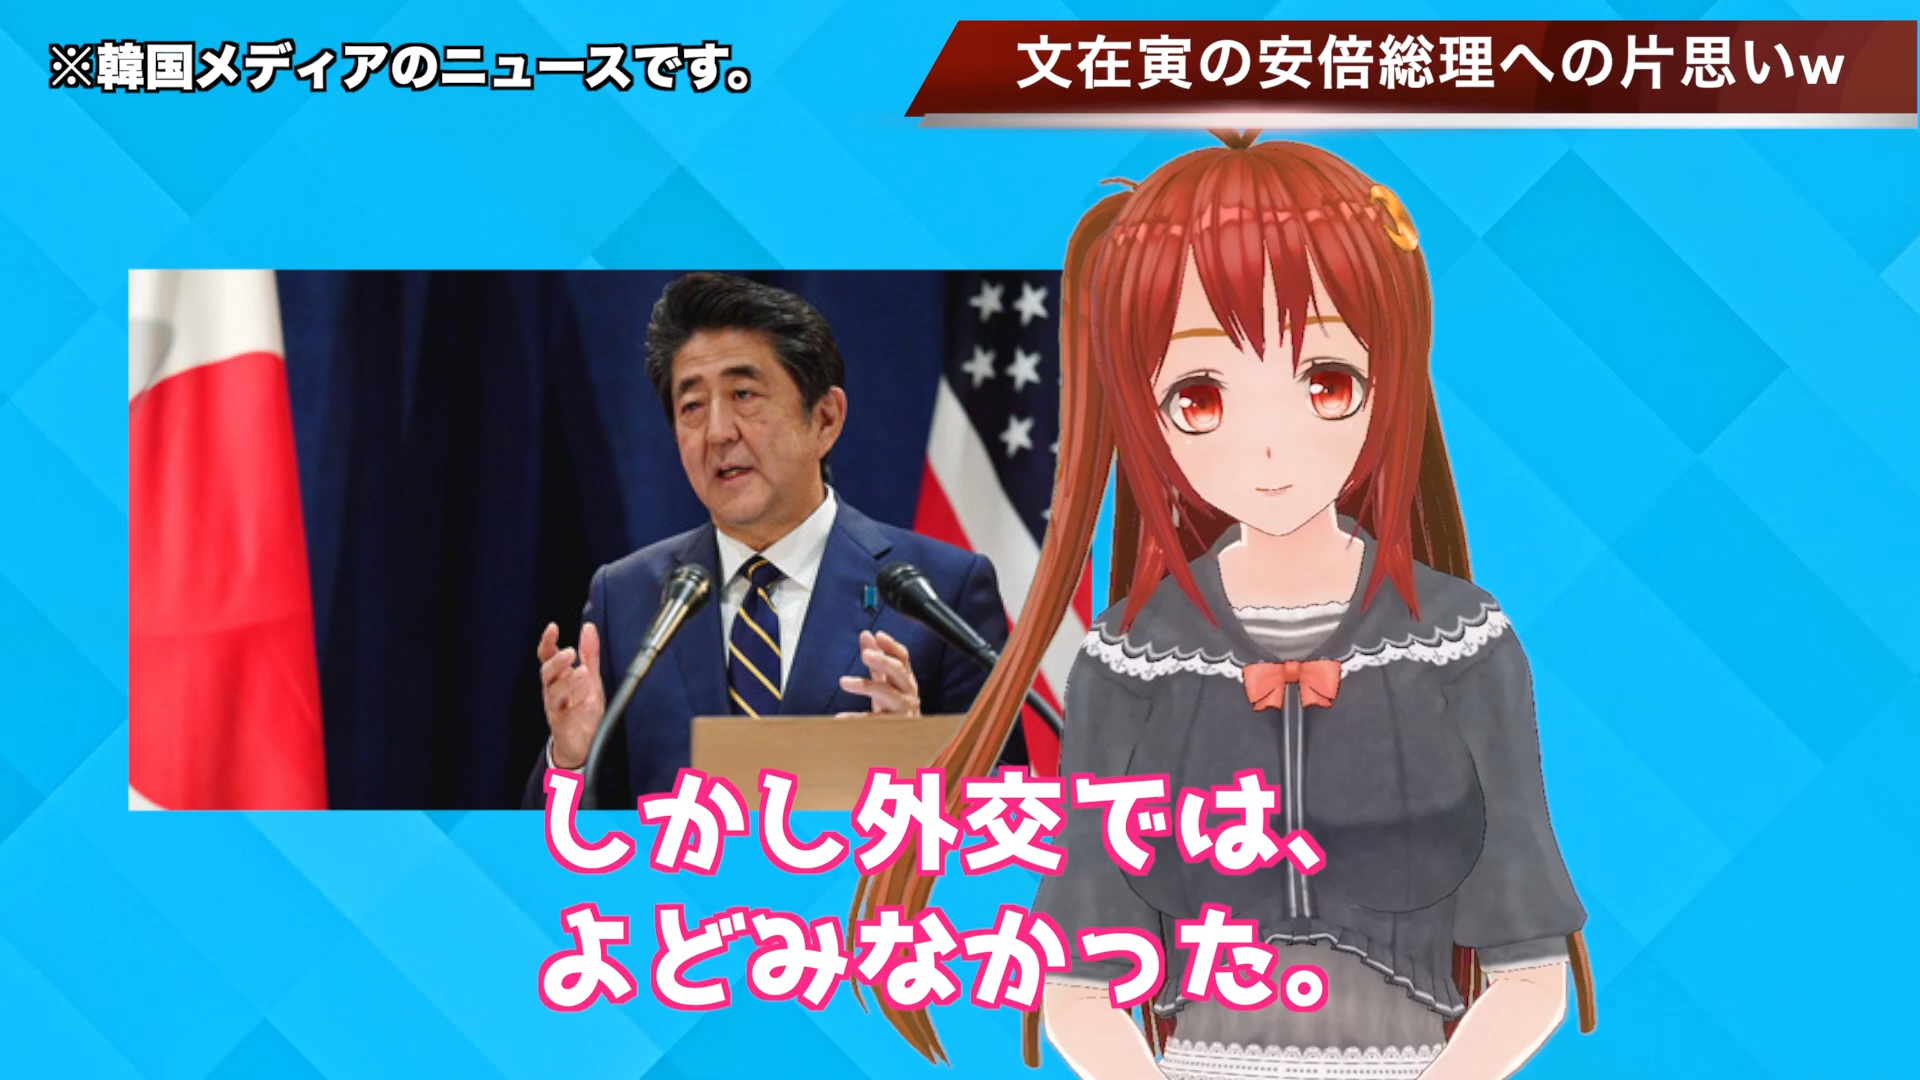 ※韓国メディアのニュースです。
文在寅の安倍総理への片思いw
しかし外交では、
よどみなかった。